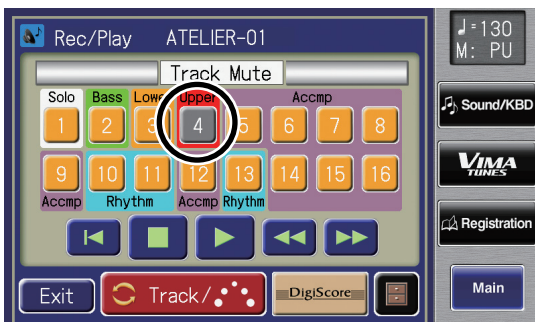 Rec/Play ATELIER-01
♩=130
M: PU
Track Mute
Solo Bass Lower Upper Accmp
1 2 3 4 5 6 7 8
9 10 11 12 13 14 15 16
Accmp Rhythm Accmp Rhythm
Exit Track/ DigiScore
Sound/KBD
VIMA
TUNES
Registration
Main